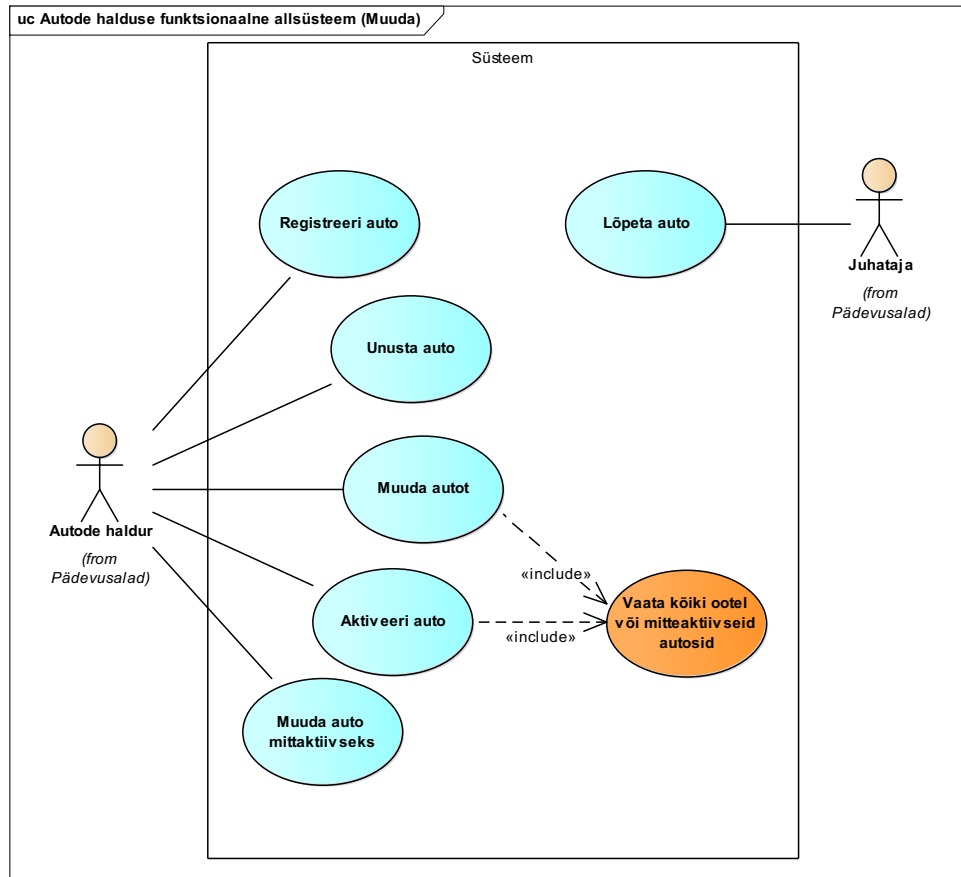 uc Autode halduse funktsionaalne allsüsteem (Muuda)
Süsteem
Registreeri auto
Lõpeta auto
Juhataja
(from
Pädevusalad)
Unusta auto
Autode haldur
(from
Pädevusalad)
Muuda autot
«include»
Aktiveeri auto
«include»
Vaata kõiki ootel
või mitteaktiivseid
autosid
Muuda auto
mittaktiivseks